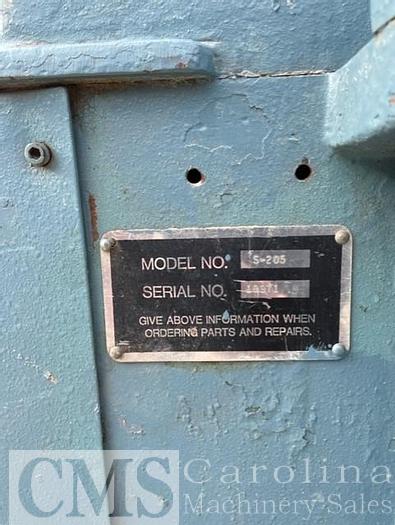 MODEL NO. S-205
SERIAL NO.
GIVE ABOVE INFORMATION WHEN
ORDERING PARTS AND REPAIRS.
CMS Carolina
Machinery Sales